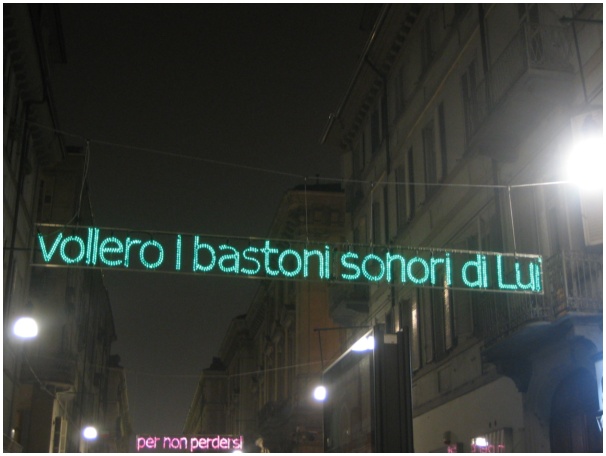 vollero i bastoni sonori di Lui
per non perdersi